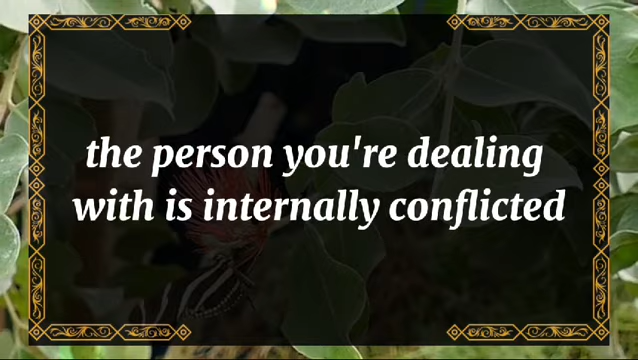 the person you're dealing
with is internally conflicted